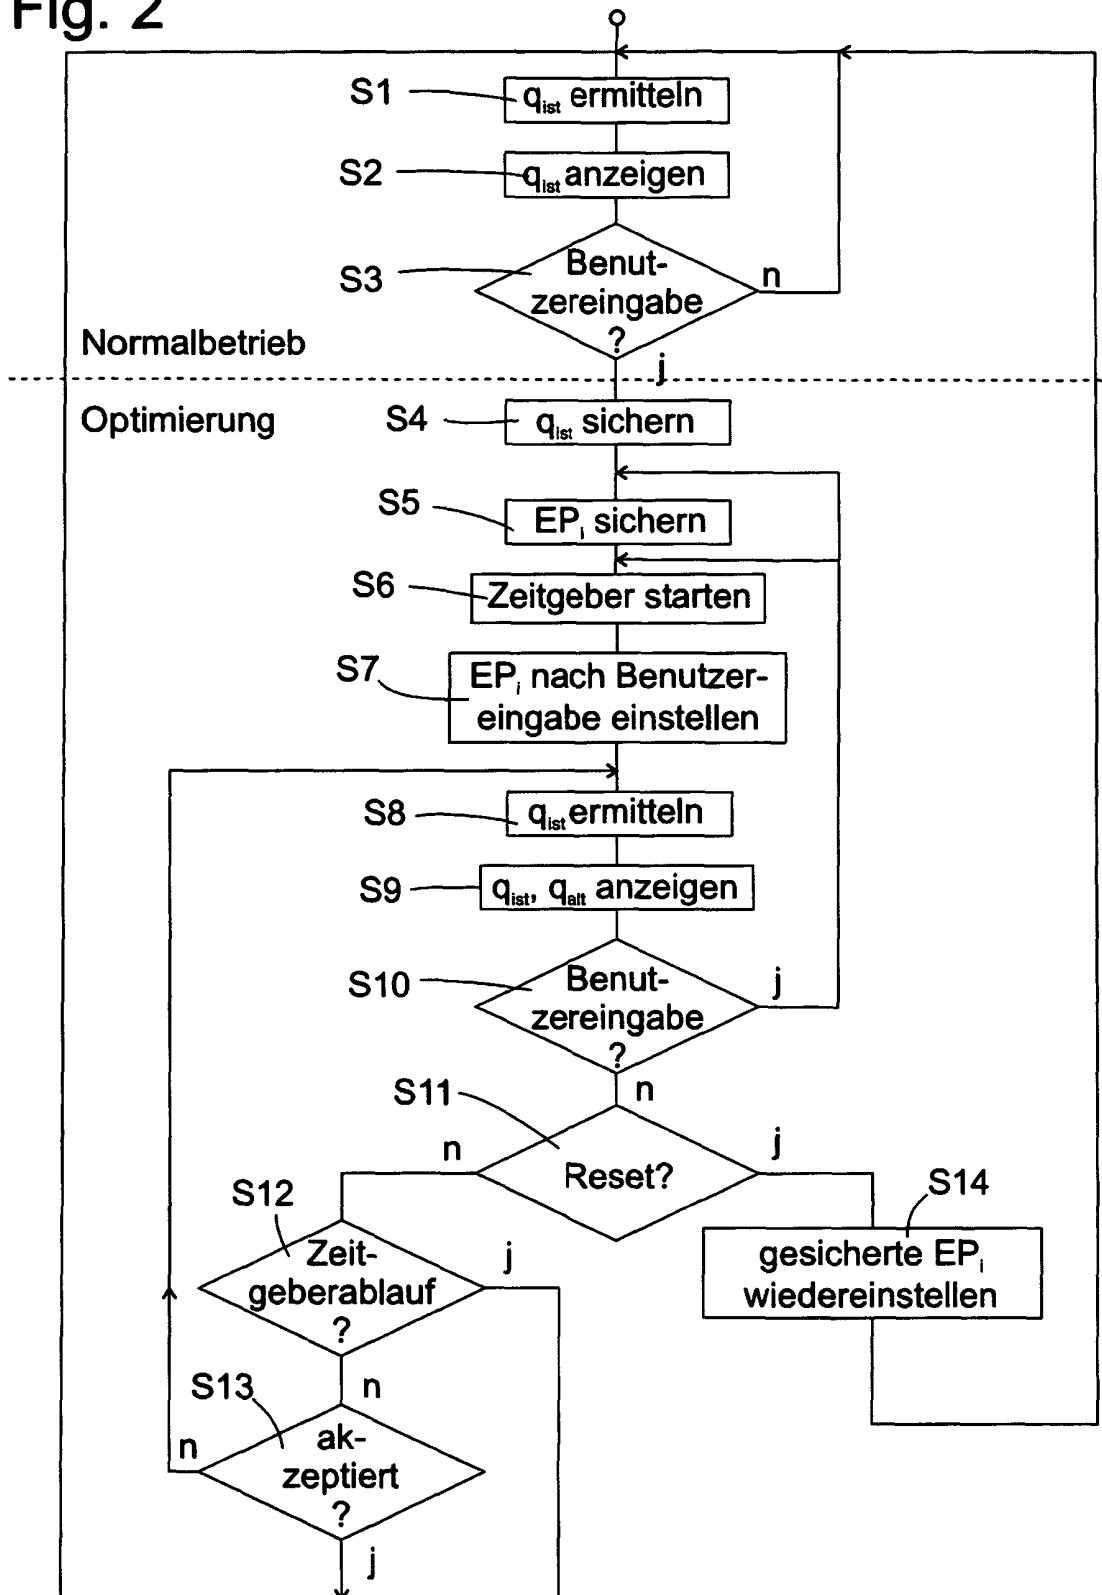 Fig. 2
S1
q_ist ermitteln
S2
q_ist anzeigen
S3
Benut-
zereingabe
?
n
j
Normalbetrieb
Optimierung
S4
q_ist sichern
S5
EP_i sichern
S6
Zeitgeber starten
S7
EP_i nach Benutzer-
eingabe einstellen
S8
q_ist ermitteln
S9
q_ist, q_alt anzeigen
S10
Benut-
zereingabe
?
j
n
S11
Reset?
n
j
S12
Zeit-
geberablauf
?
j
n
S14
gesicherte EP_i
wiedereinstellen
S13
ak-
zeptiert
?
n
j